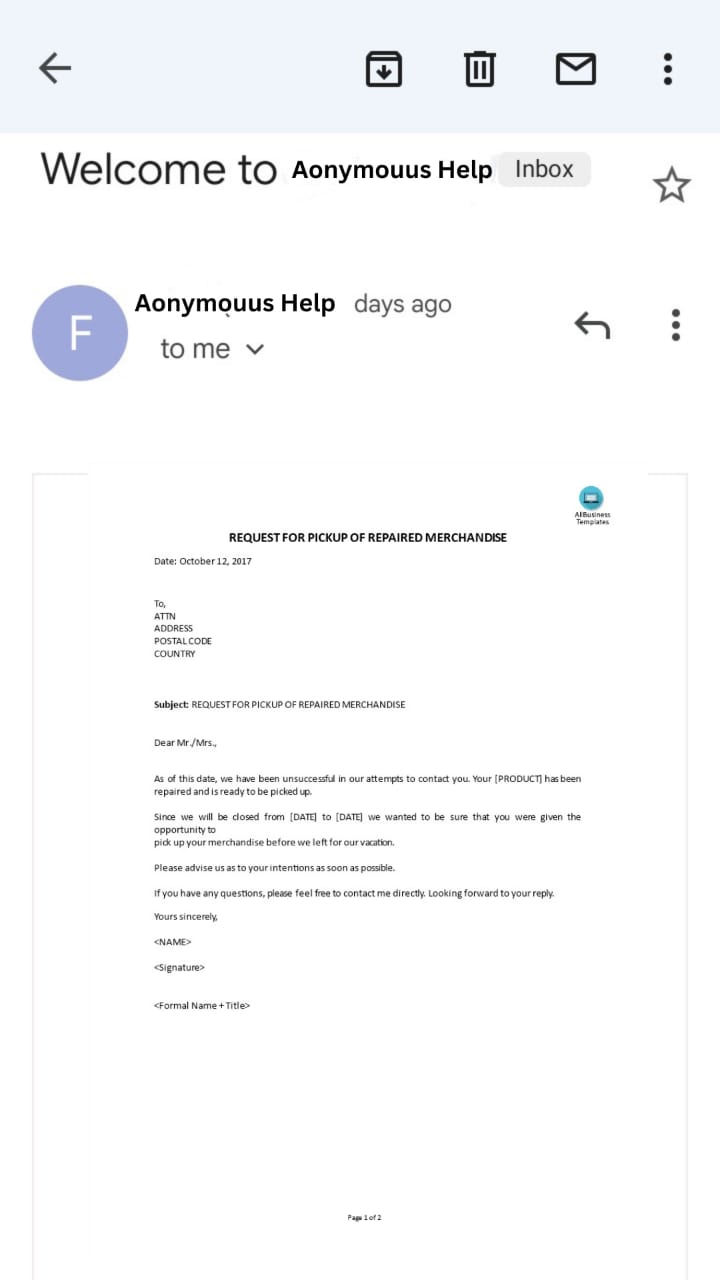 Welcome to Aonymouus Help Inbox
Aonymouus Help days ago
F
to me
AllBusiness
Templates
REQUEST FOR PICKUP OF REPAIRED MERCHANDISE
Date: October 12, 2017
To,
ATTN
ADDRESS
POSTAL CODE
COUNTRY
Subject: REQUEST FOR PICKUP OF REPAIRED MERCHANDISE
Dear Mr./Mrs.,
As of this date, we have been unsuccessful in our attempts to contact you. Your [PRODUCT] has been
repaired and is ready to be picked up.
Since we will be closed from [DATE] to [DATE] we wanted to be sure that you were given the
opportunity to
pick up your merchandise before we left for our vacation.
Please advise us as to your intentions as soon as possible.
If you have any questions, please feel free to contact me directly. Looking forward to your reply.
Yours sincerely,
<NAME>
<Signature>
<Formal Name + Title>
Page 1 of 2